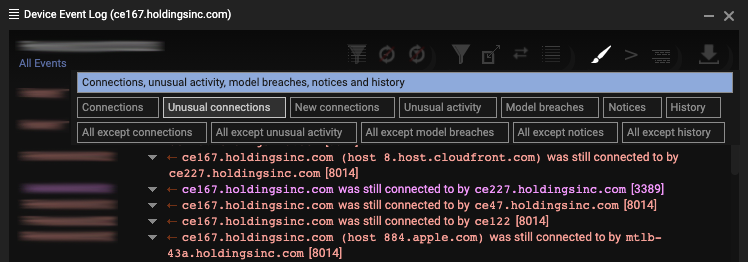 Device Event Log (ce167.holdingsinc.com)
All Events
Connections, unusual activity, model breaches, notices and history
Connections Unusual connections New connections Unusual activity Model breaches Notices History
All except connections All except unusual activity All except model breaches All except notices All except history
← ce167.holdingsinc.com (host 8.host.cloudfront.com) was still connected to by
ce227.holdingsinc.com [8014]
← ce167.holdingsinc.com was still connected to by ce227.holdingsinc.com [3389]
← ce167.holdingsinc.com was still connected to by ce47.holdingsinc.com [8014]
← ce167.holdingsinc.com was still connected to by ce122 [8014]
← ce167.holdingsinc.com (host 884.apple.com) was still connected to by mtlb-
43a.holdingsinc.com [8014]